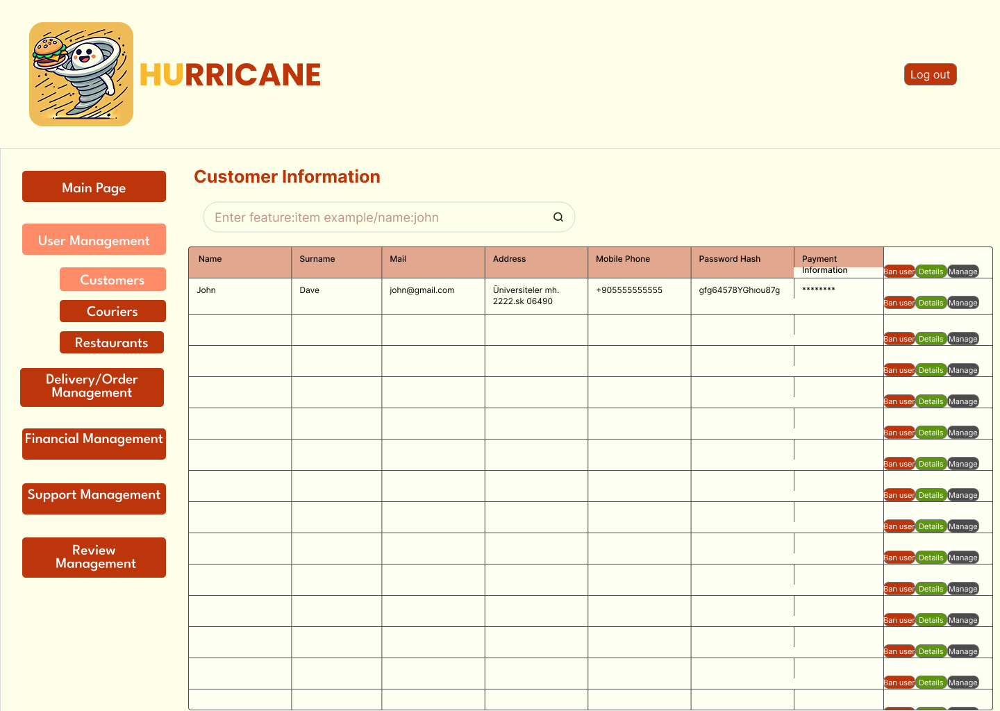 HURRICANE
Log out
Main Page
User Management
Customers
Couriers
Restaurants
Delivery/Order
Management
Financial Management
Support Management
Review
Management
Customer Information
Enter feature:item example/name:john
Name Surname Mail Address Mobile Phone Password Hash Payment
Information
Ban user Details Manage
John Dave john@gmail.com Üniversiteler mh. +905555555555 gfg64578YGhıou87g ********
2222.sk 06490
Ban user Details Manage
Ban user Details Manage
Ban user Details Manage
Ban user Details Manage
Ban user Details Manage
Ban user Details Manage
Ban user Details Manage
Ban user Details Manage
Ban user Details Manage
Ban user Details Manage
Ban user Details Manage
Ban user Details Manage
Ban user Details Manage